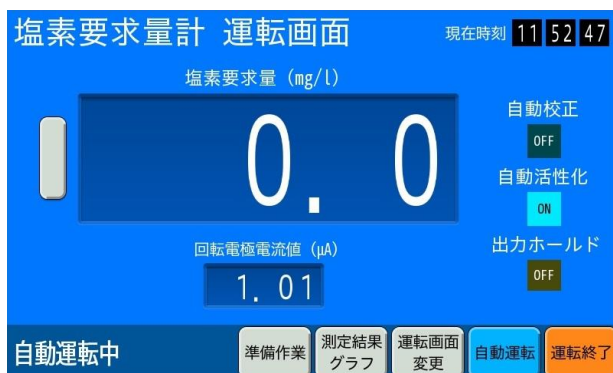 塩素要求量計 運転画面
現在時刻 11 52 47
塩素要求量 (mg/l)
0.0
自動校正
OFF
自動活性化
ON
出力ホールド
OFF
回転電極電流値 (μA)
1.01
自動運転中
準備作業
測定結果
グラフ
運転画面
変更
自動運転
運転終了